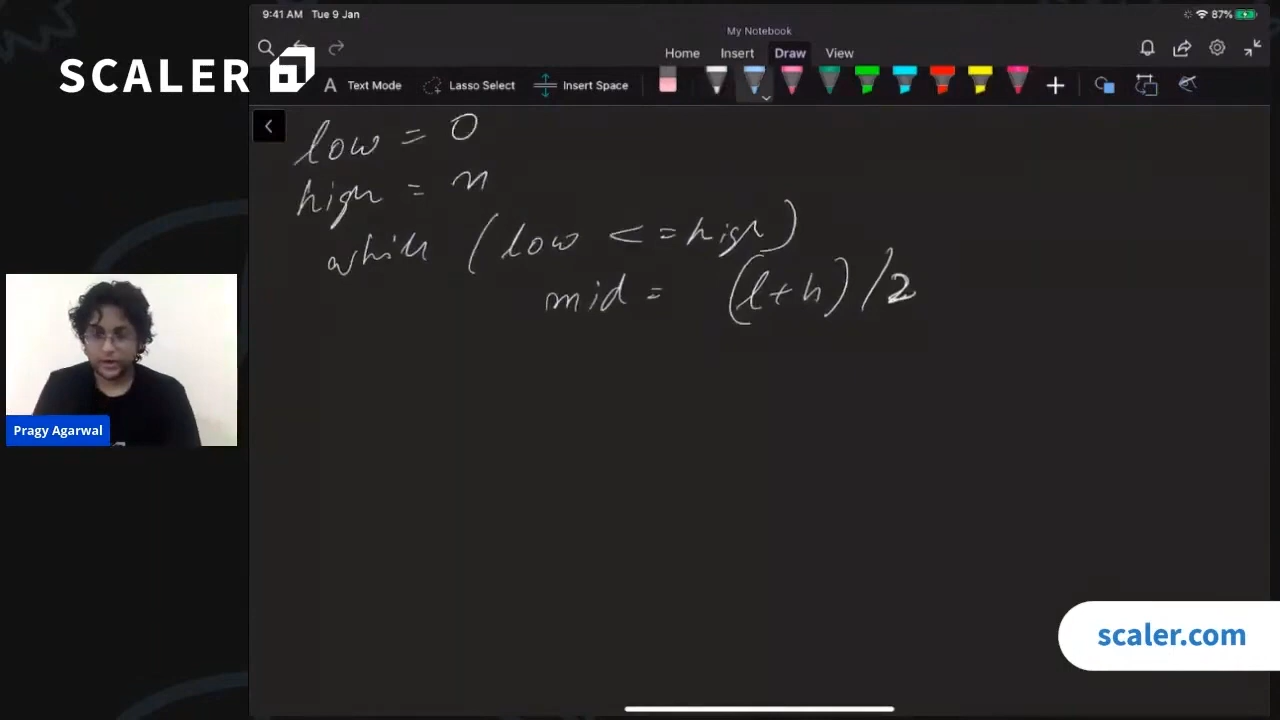 9:41 AM Tue 9 Jan
87%
My Notebook
SCALER
Home Insert Draw View
A Text Mode Lasso Select Insert Space
low = 0
high = n
while (low <= high)
mid = (l+h)/2
Pragy Agarwal
scaler.com